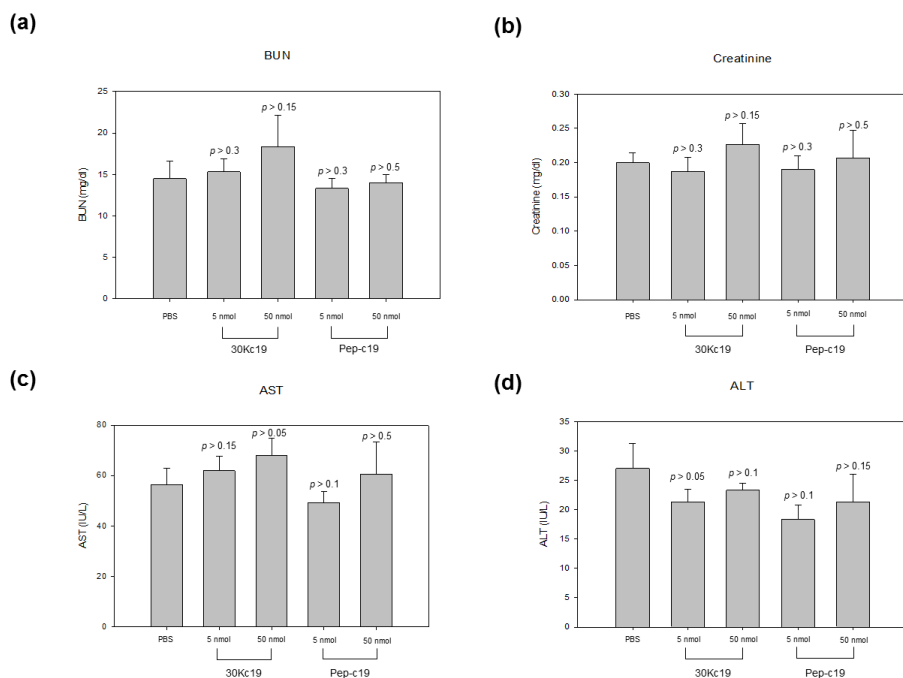 (a)
BUN
BUN (mg/dl)
25
20
15
10
5
0
p > 0.3
p > 0.15
p > 0.3
p > 0.5
PBS
5 nmol
50 nmol
5 nmol
50 nmol
30Kc19
Pep-c19
(b)
Creatinine
Creatinine (mg/dl)
0.30
0.25
0.20
0.15
0.10
0.05
0.00
p > 0.3
p > 0.15
p > 0.3
p > 0.5
PBS
5 nmol
50 nmol
5 nmol
50 nmol
30Kc19
Pep-c19
(c)
AST
AST (IU/L)
80
60
40
20
0
p > 0.15
p > 0.05
p > 0.1
p > 0.5
PBS
5 nmol
50 nmol
5 nmol
50 nmol
30Kc19
Pep-c19
(d)
ALT
ALT (IU/L)
35
30
25
20
15
10
5
0
p > 0.05
p > 0.1
p > 0.1
p > 0.15
PBS
5 nmol
50 nmol
5 nmol
50 nmol
30Kc19
Pep-c19